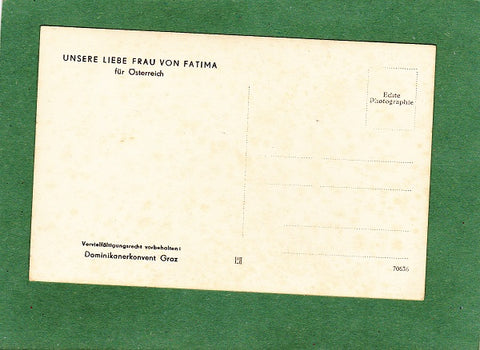 UNSERE LIEBE FRAU VON FATIMA
für Österreich
Echte
Photographie
Vervielfältigungsrecht vorbehalten:
Dominikanerkonvent Graz
70636